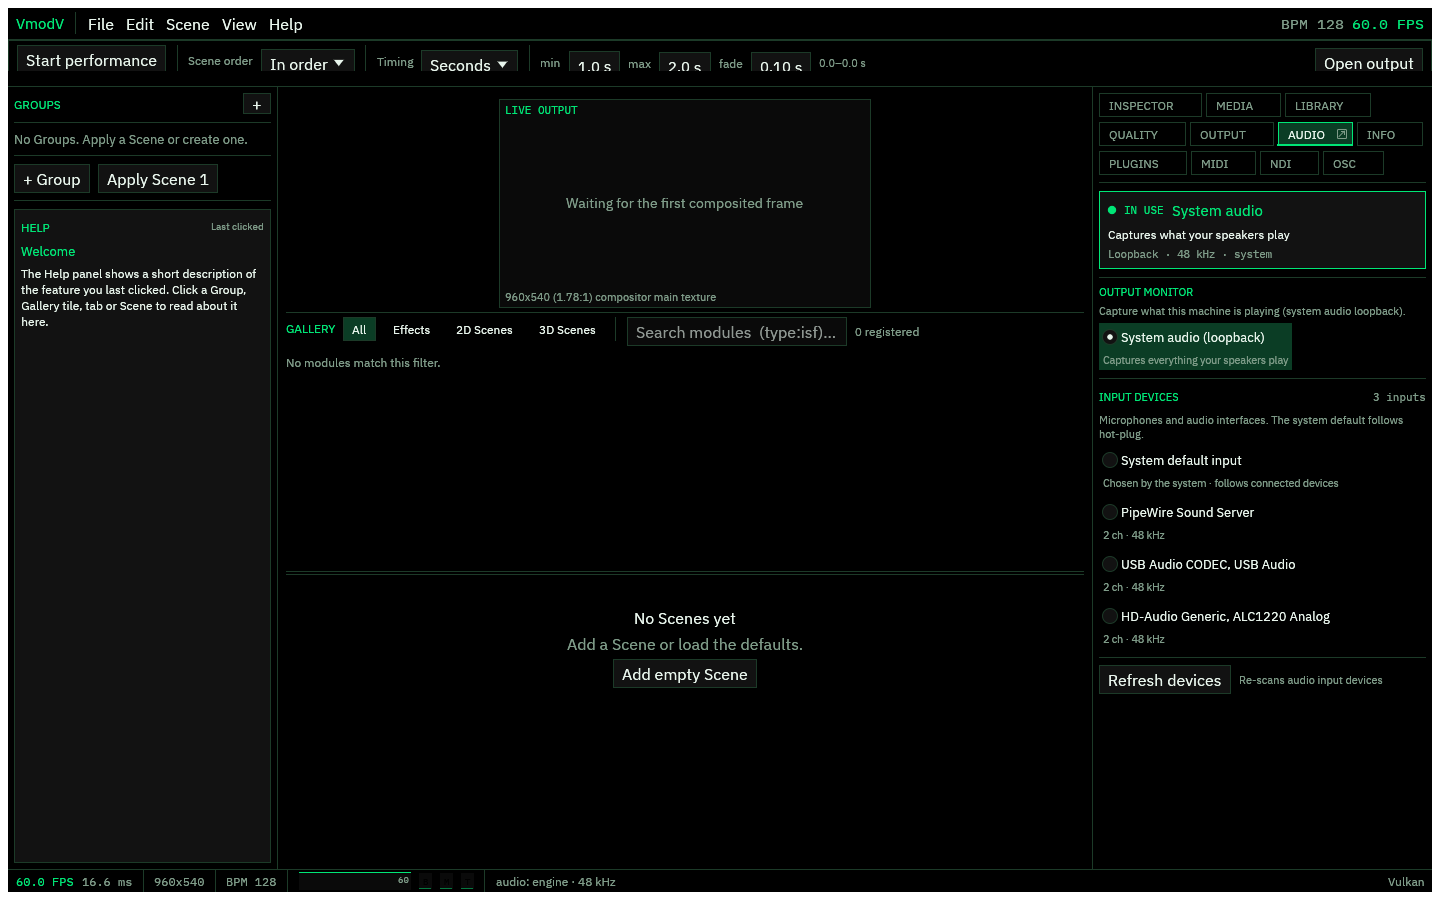 VmodV File Edit Scene View Help BPM 128 60.0 FPS
Start performance Scene order In order Timing Seconds min 1.0 s max 2.0 s fade 0.10 s 0.0–0.0 s Open output
GROUPS +
No Groups. Apply a Scene or create one.
+ Group Apply Scene 1
HELP Last clicked
Welcome
The Help panel shows a short description of
the feature you last clicked. Click a Group,
Gallery tile, tab or Scene to read about it
here.
LIVE OUTPUT
Waiting for the first composited frame
960x540 (1.78:1) compositor main texture
GALLERY All Effects 2D Scenes 3D Scenes Search modules (type:isf)... 0 registered
No modules match this filter.
No Scenes yet
Add a Scene or load the defaults.
Add empty Scene
INSPECTOR MEDIA LIBRARY
QUALITY OUTPUT AUDIO INFO
PLUGINS MIDI NDI OSC
IN USE System audio
Captures what your speakers play
Loopback · 48 kHz · system
OUTPUT MONITOR
Capture what this machine is playing (system audio loopback).
System audio (loopback)
Captures everything your speakers play
INPUT DEVICES 3 inputs
Microphones and audio interfaces. The system default follows
hot-plug.
System default input
Chosen by the system · follows connected devices
PipeWire Sound Server
2 ch · 48 kHz
USB Audio CODEC, USB Audio
2 ch · 48 kHz
HD-Audio Generic, ALC1220 Analog
2 ch · 48 kHz
Refresh devices Re-scans audio input devices
60.0 FPS 16.6 ms 960x540 BPM 128 60 audio: engine · 48 kHz Vulkan